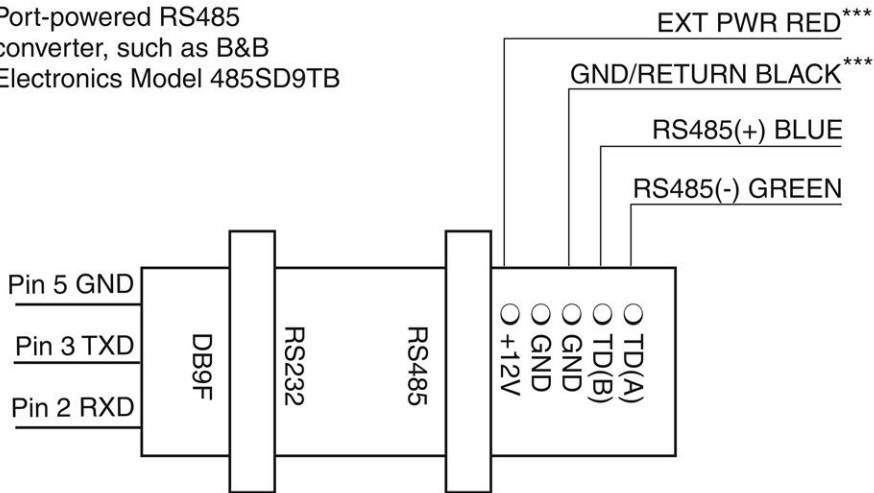 Port-powered RS485
converter, such as B&B
Electronics Model 485SD9TB
EXT PWR RED***
GND/RETURN BLACK***
RS485(+) BLUE
RS485(-) GREEN
Pin 5 GND
Pin 3 TXD
Pin 2 RXD
DB9F
RS232
RS485
+12V
GND
GND
TD(B)
TD(A)